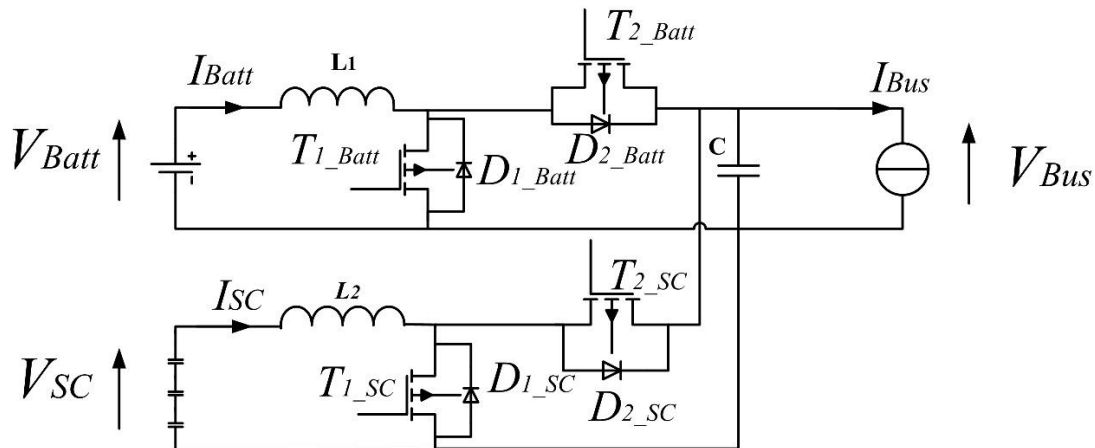 T2_Batt
IBatt
L1
IBus
VBatt
+
-
T1_Batt
D1_Batt
D2_Batt
C
VBus
T2_SC
ISC
L2
VSC
T1_SC
D1_SC
D2_SC